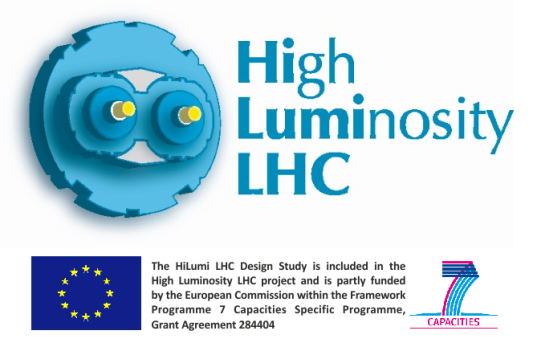 High
Luminosity
LHC
The HiLumi LHC Design Study is included in the
High Luminosity LHC project and is partly funded
by the European Commission within the Framework
Programme 7 Capacities Specific Programme,
Grant Agreement 284404
7
CAPACITIES